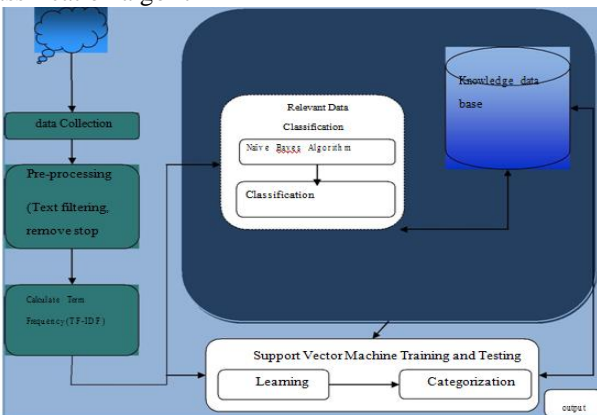 data Collection
Pre-processing
(Text filtering,
remove stop
Calculate Term
Frequency(TF-IDF)
Relevant Data
Classification
Naïve Bayes Algorithm
Classification
Knowledge data
base
Support Vector Machine Training and Testing
Learning
Categorization
output